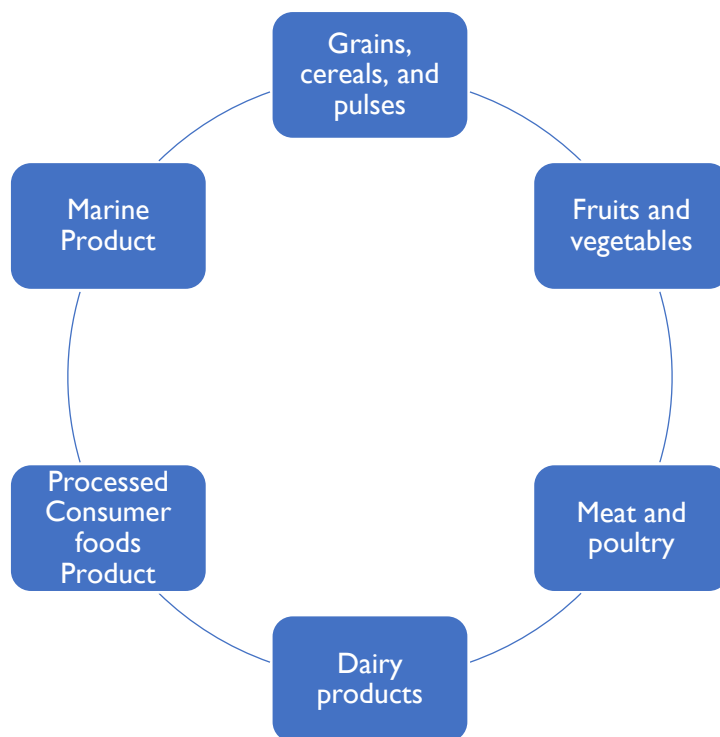 Grains,
cereals, and
pulses
Fruits and
vegetables
Meat and
poultry
Dairy
products
Processed
Consumer
foods
Product
Marine
Product